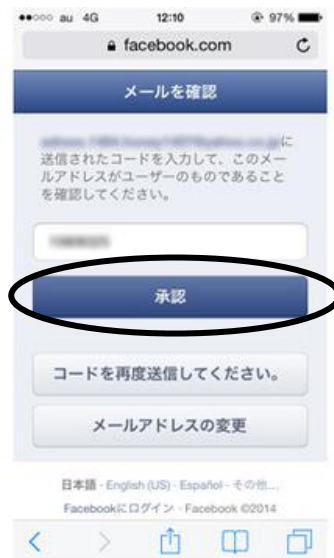 au 4G 12:10 97%
facebook.com
メールを確認
に
送信されたコードを入力して、このメー
ルアドレスがユーザーのものであること
を確認してください。
承認
コードを再度送信してください。
メールアドレスの変更
日本語 · English (US) · Español · その他...
Facebookにログイン · Facebook ©2014